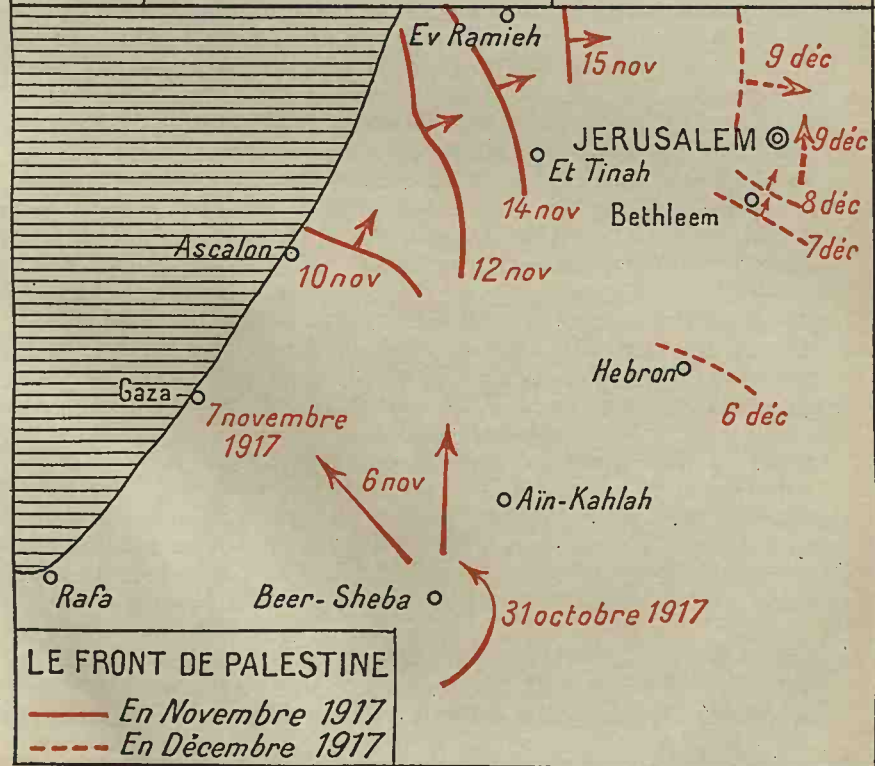 Ev Ramieh
15 nov
9 déc
JERUSALEM
9 déc
Et Tinah
14 nov
Bethleem
8 déc
7 déc
Ascalon
10 nov
12 nov
Hebron
6 déc
Gaza
7 novembre
1917
6 nov
Aïn-Kahlah
Rafa
Beer-Sheba
31 octobre 1917
LE FRONT DE PALESTINE
En Novembre 1917
En Décembre 1917